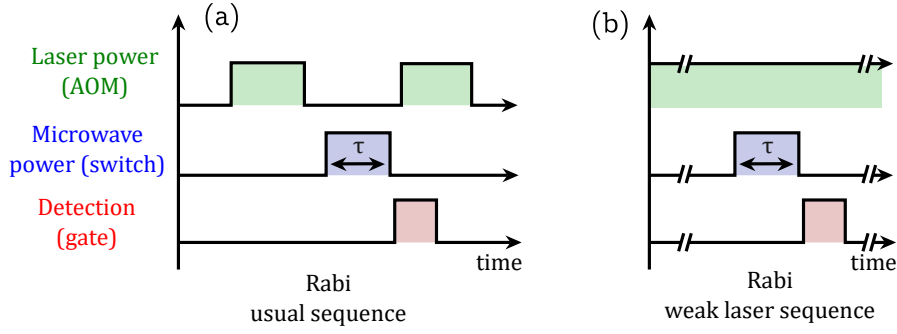 (a)
(b)
Laser power
(AOM)
Microwave
power (switch)
τ
τ
Detection
(gate)
time
time
Rabi
usual sequence
Rabi
weak laser sequence